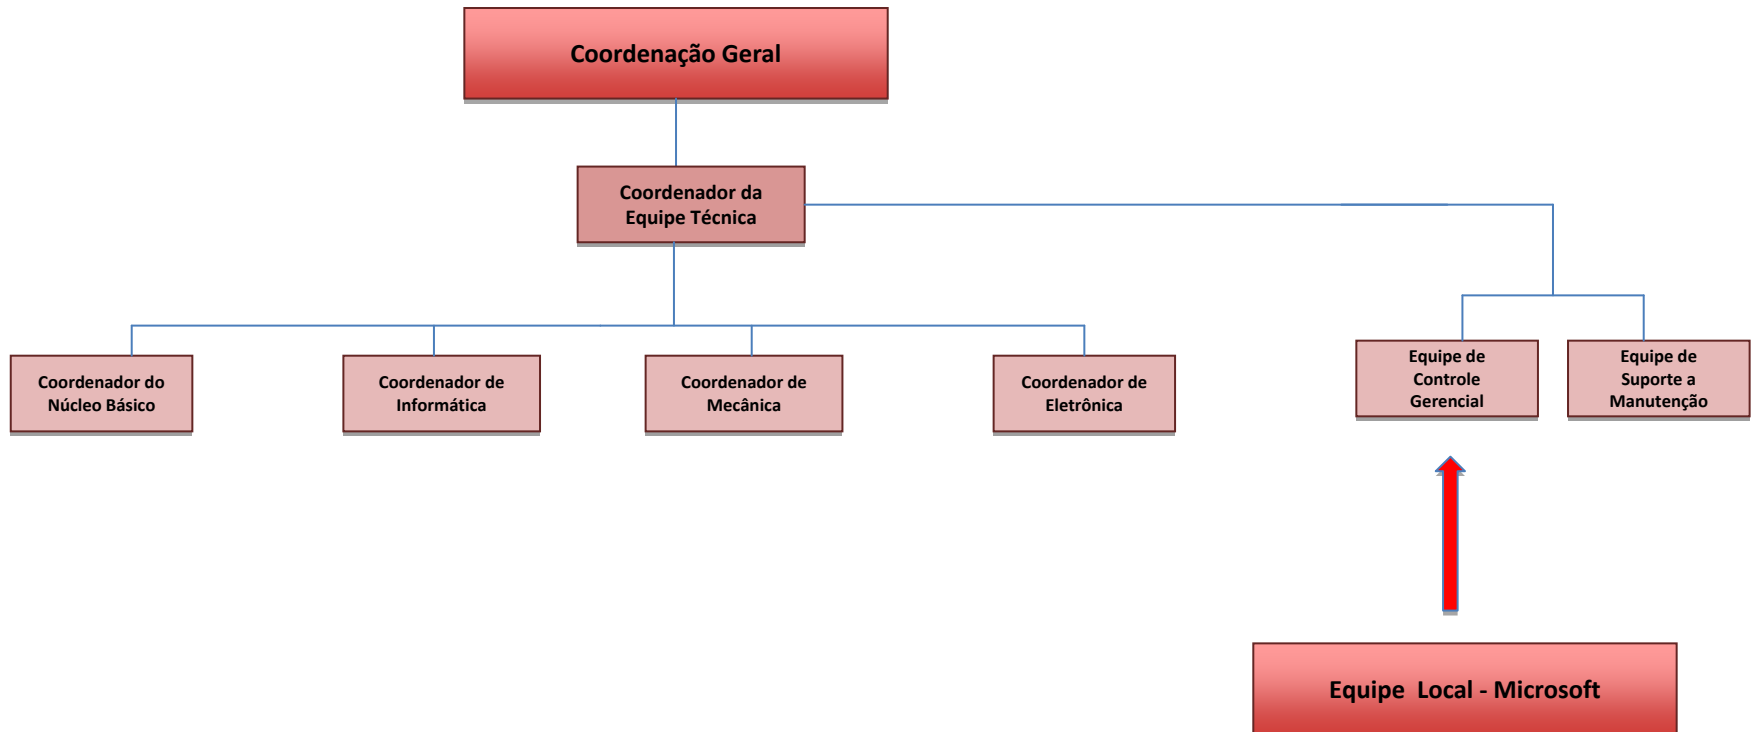 Coordenação Geral
Coordenador da
Equipe Técnica
Coordenador do
Núcleo Básico
Coordenador de
Informática
Coordenador de
Mecânica
Coordenador de
Eletrônica
Equipe de
Controle
Gerencial
Equipe de
Suporte a
Manutenção
Equipe Local - Microsoft